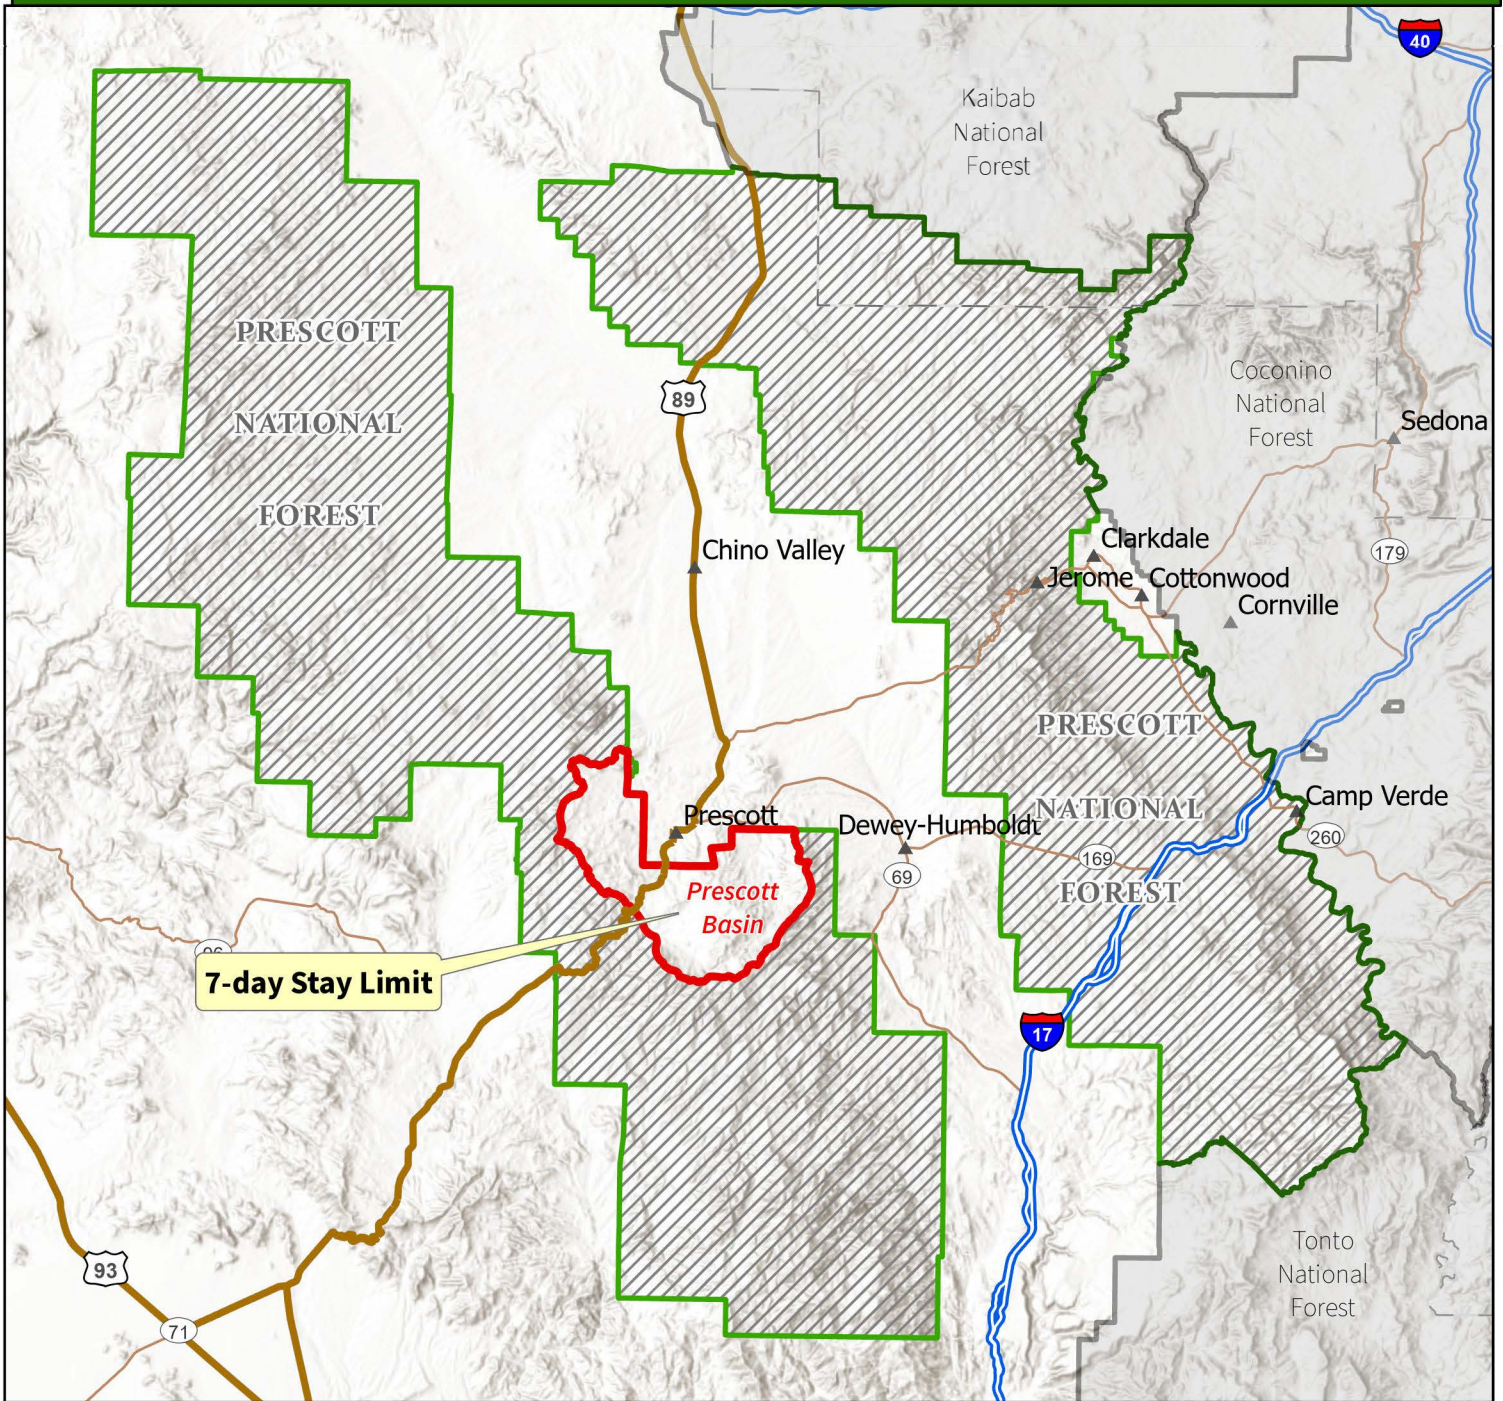 40
Kaibab
National
Forest
PRESCOTT
NATIONAL
FOREST
89
Coconino
National
Forest
Sedona
Chino Valley
Clarkdale
179
Jerome
Cottonwood
Cornville
PRESCOTT
NATIONAL
FOREST
Prescott
Dewey-Humboldt
Camp Verde
260
169
69
Prescott
Basin
96
7-day Stay Limit
17
93
71
Tonto
National
Forest